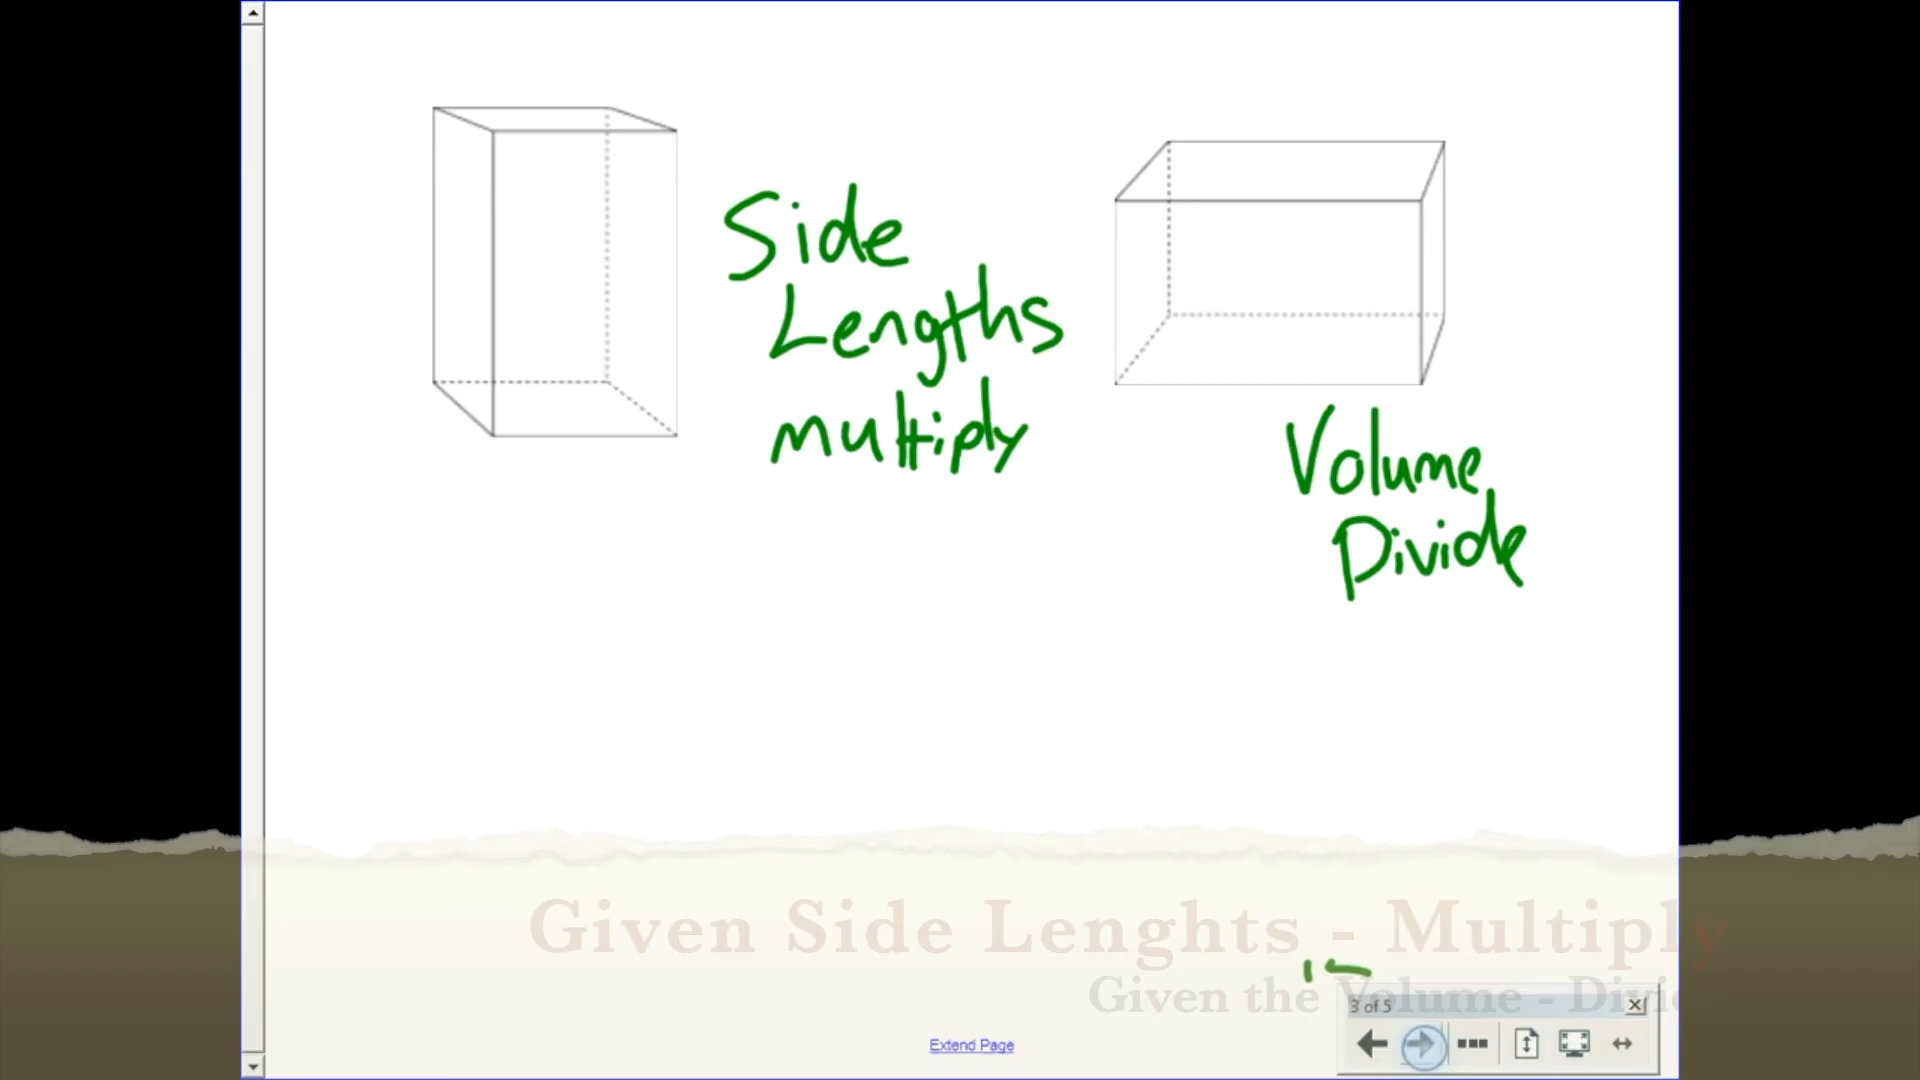 Side
Lengths
multiply
Volume
Divide
Given Side Lenghts - Multiply
Given the Volume - Divi
3 of 5
Extend Page